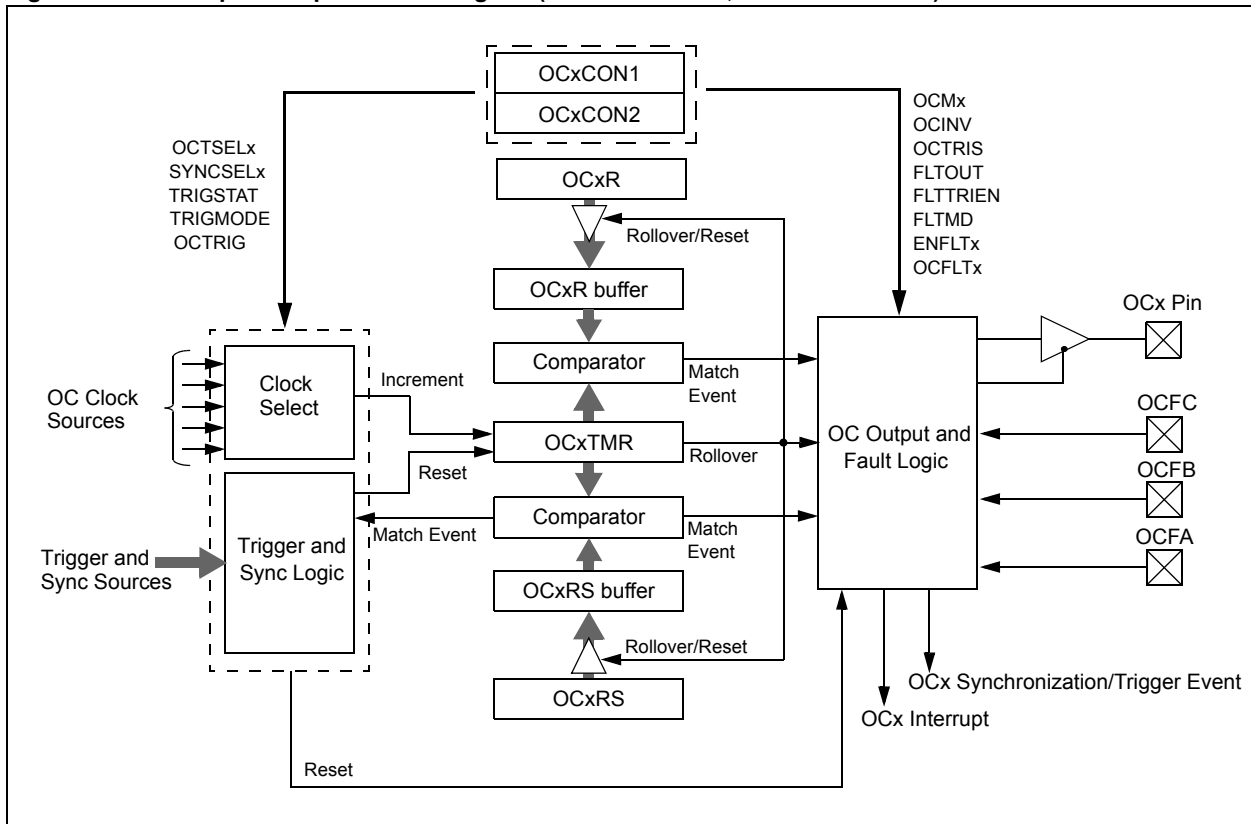 OCxCON1
OCxCON2
OCTSELx
SYNCSELx
TRIGSTAT
TRIGMODE
OCTRIG
OCMx
OCINV
OCTRIS
FLTOUT
FLTTRIEN
FLTMD
ENFLTx
OCFLTx
OCxR
Rollover/Reset
OCxR buffer
OCx Pin
Comparator
Match
Event
Clock
Select
Increment
OC Clock
Sources
OCxTMR
Rollover
Reset
OC Output and
Fault Logic
OCFC
OCFB
OCFA
Comparator
Match Event
Match
Event
Trigger and
Sync Logic
Trigger and
Sync Sources
OCxRS buffer
Rollover/Reset
OCxRS
OCx Synchronization/Trigger Event
OCx Interrupt
Reset